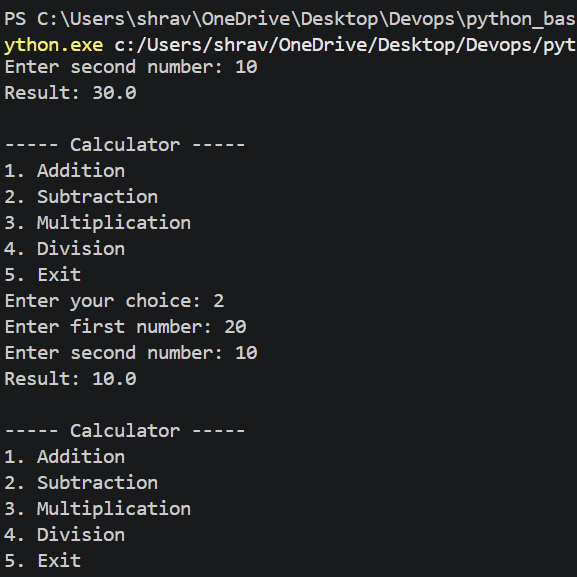 PS C:\Users\shrav\OneDrive\Desktop\Devops\python_bas
ython.exe c:/Users/shrav/OneDrive/Desktop/Devops/pyt
Enter second number: 10
Result: 30.0
----- Calculator -----
1. Addition
2. Subtraction
3. Multiplication
4. Division
5. Exit
Enter your choice: 2
Enter first number: 20
Enter second number: 10
Result: 10.0
----- Calculator -----
1. Addition
2. Subtraction
3. Multiplication
4. Division
5. Exit